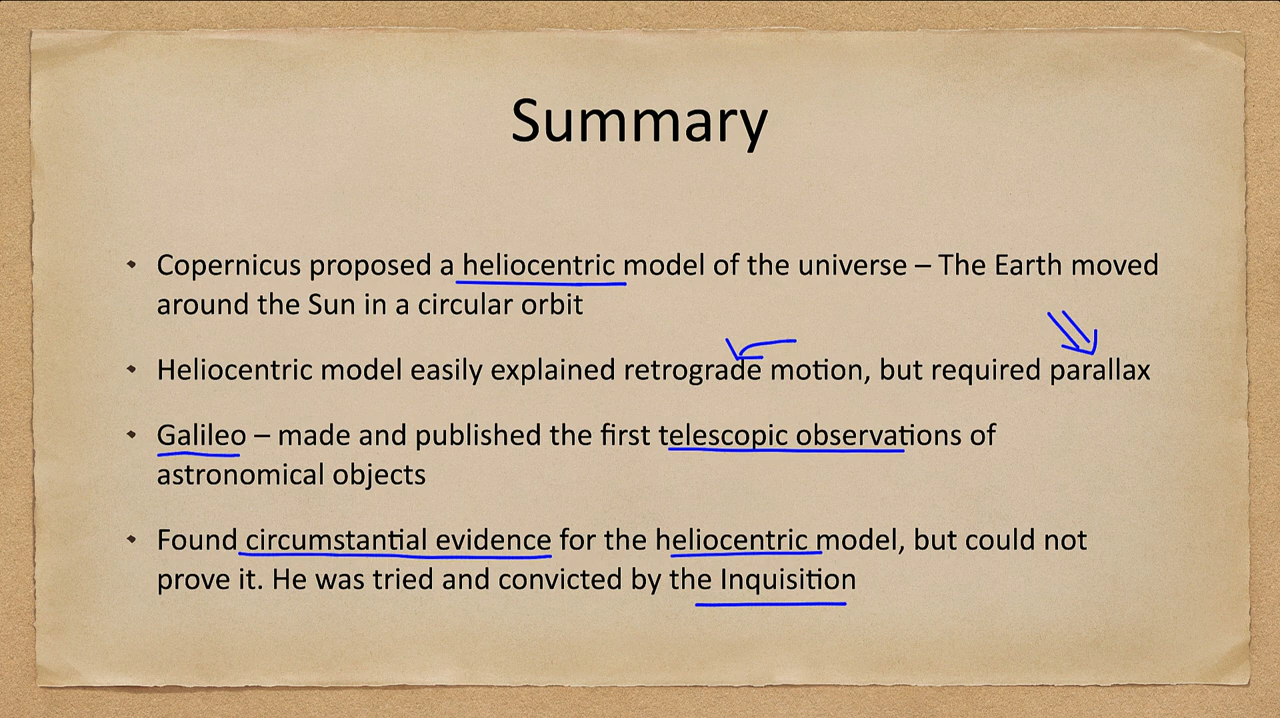 Summary
Copernicus proposed a heliocentric model of the universe – The Earth moved
around the Sun in a circular orbit
Heliocentric model easily explained retrograde motion, but required parallax
Galileo – made and published the first telescopic observations of
astronomical objects
Found circumstantial evidence for the heliocentric model, but could not
prove it. He was tried and convicted by the Inquisition